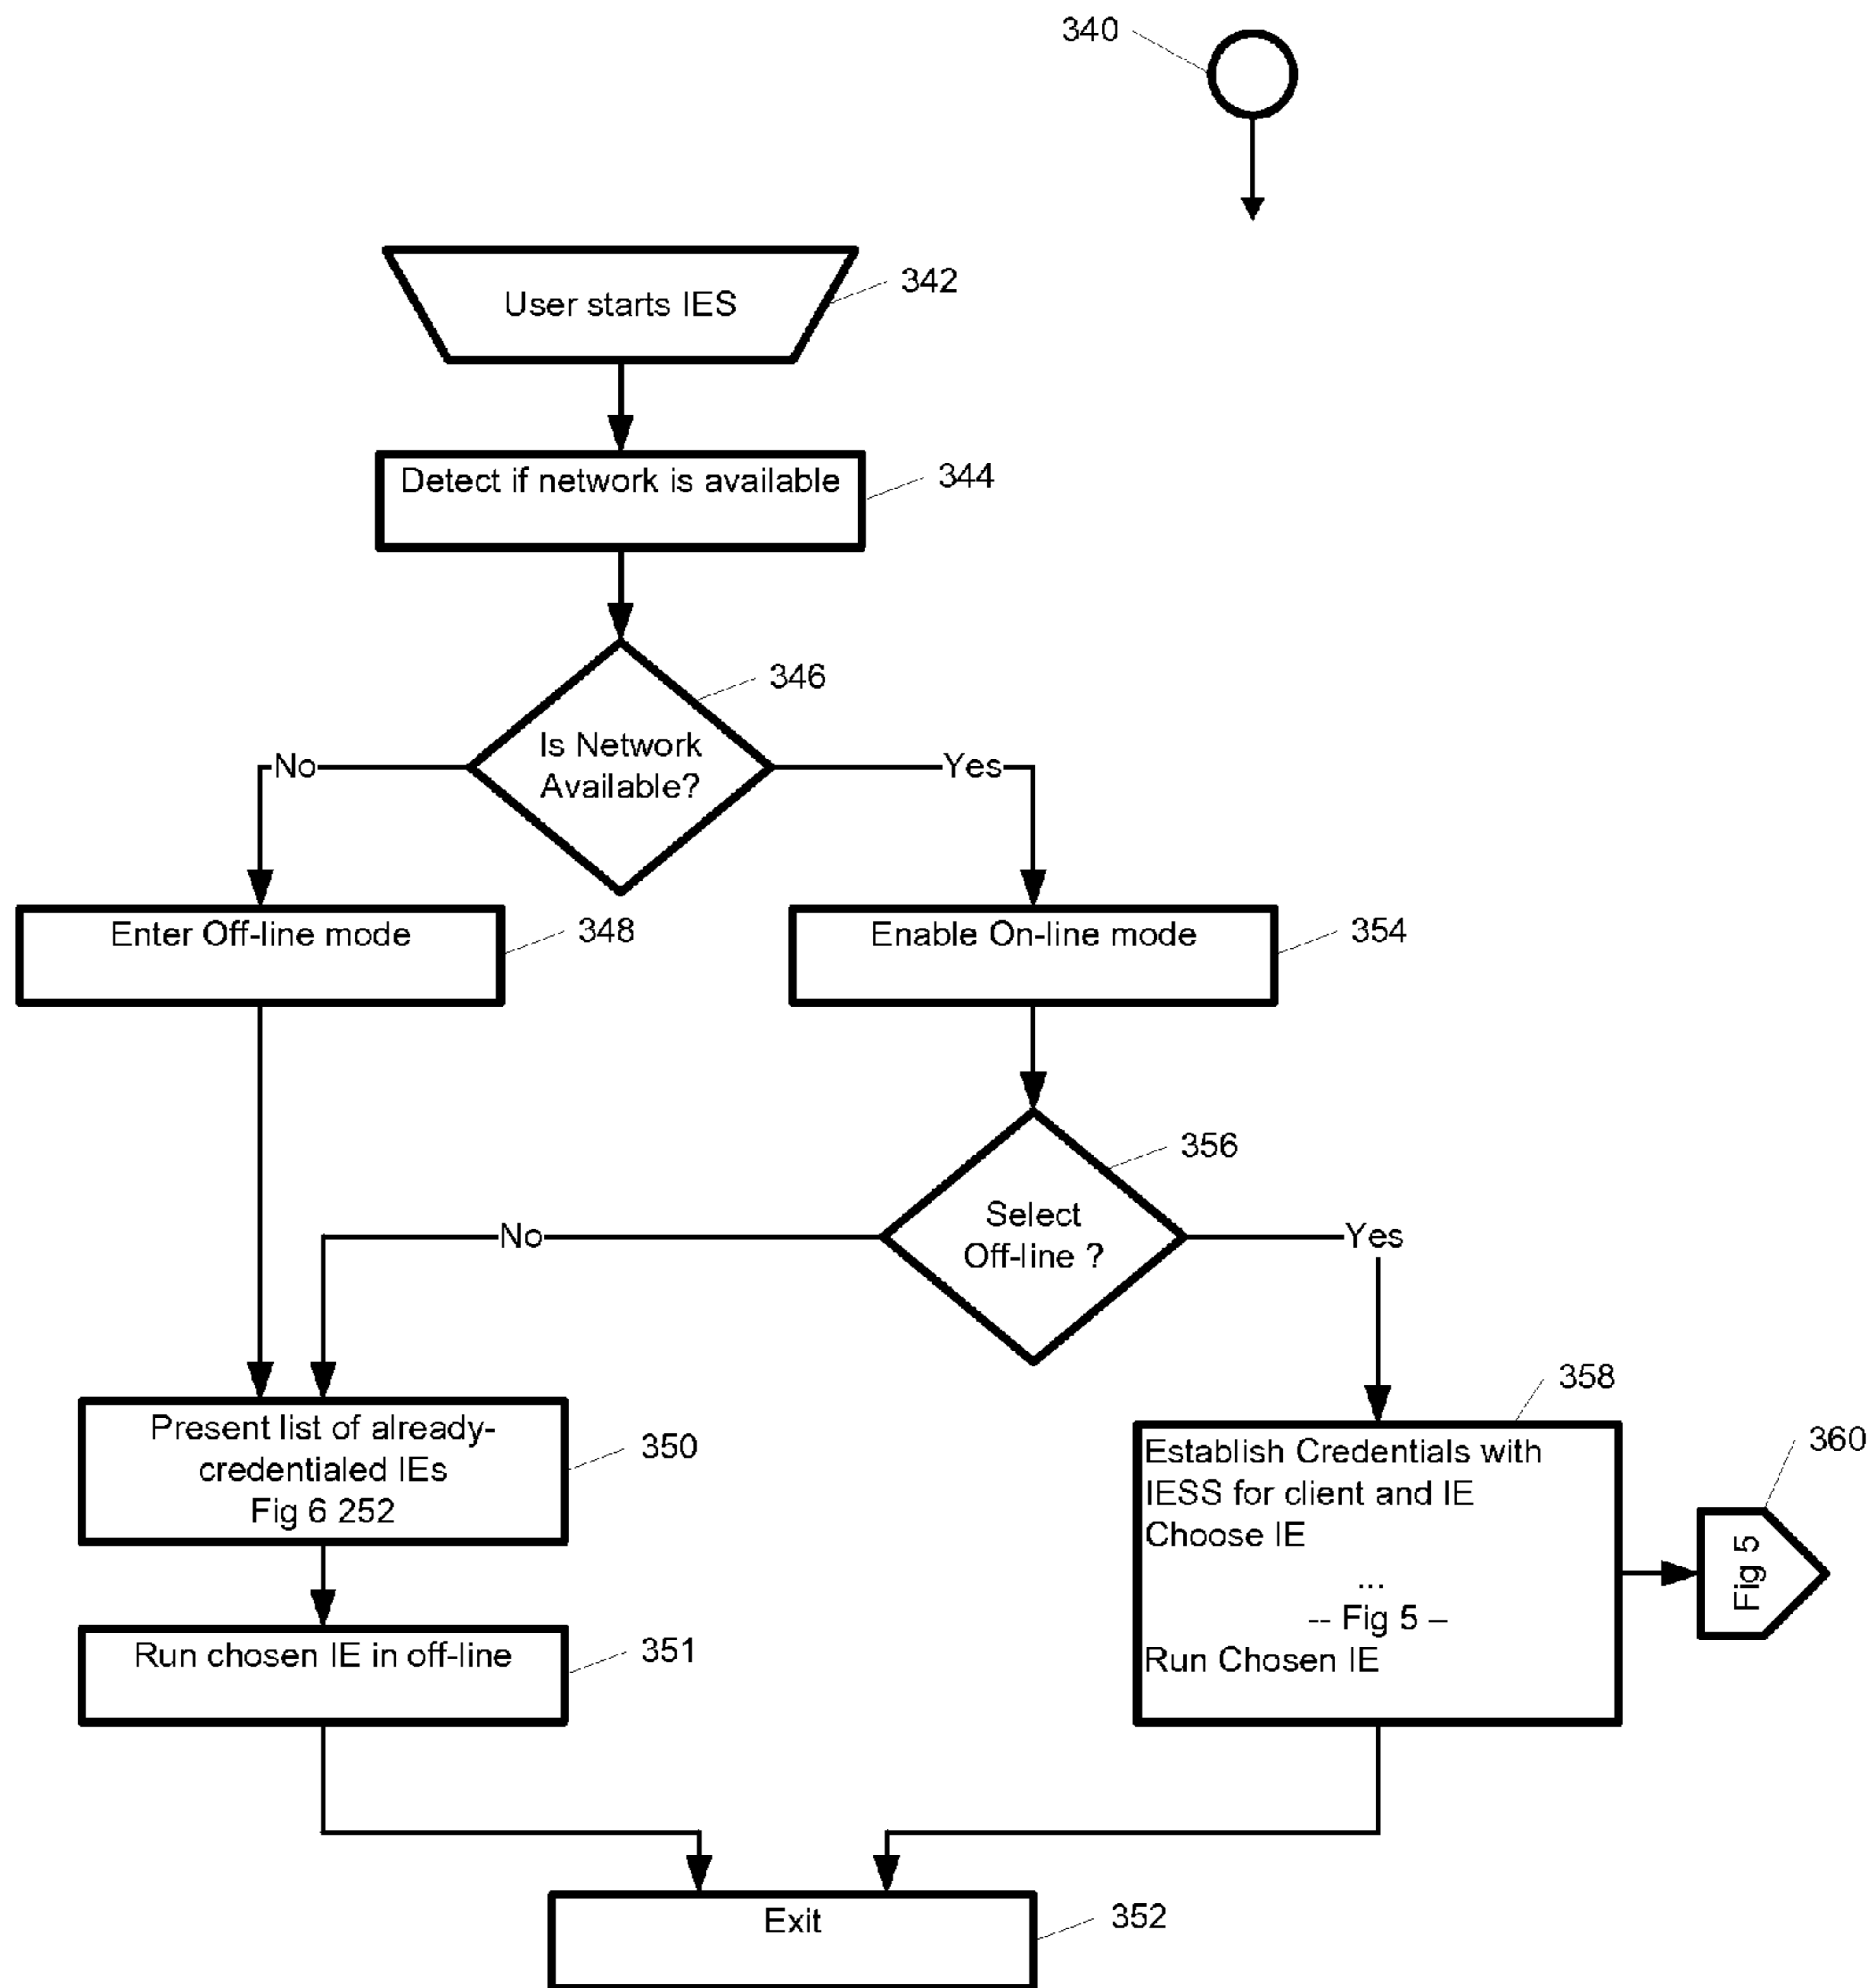 340
User starts IES
342
Detect if network is available
344
346
Is Network
Available?
No
Yes
Enter Off-line mode
348
Enable On-line mode
354
356
Select
Off-line ?
No
Yes
358
360
Present list of already-
credentialed IEs
Fig 6 252
350
Establish Credentials with
IESS for client and IE
Choose IE
...
-- Fig 5 –
Run Chosen IE
Fig 5
Run chosen IE in off-line
351
Exit
352